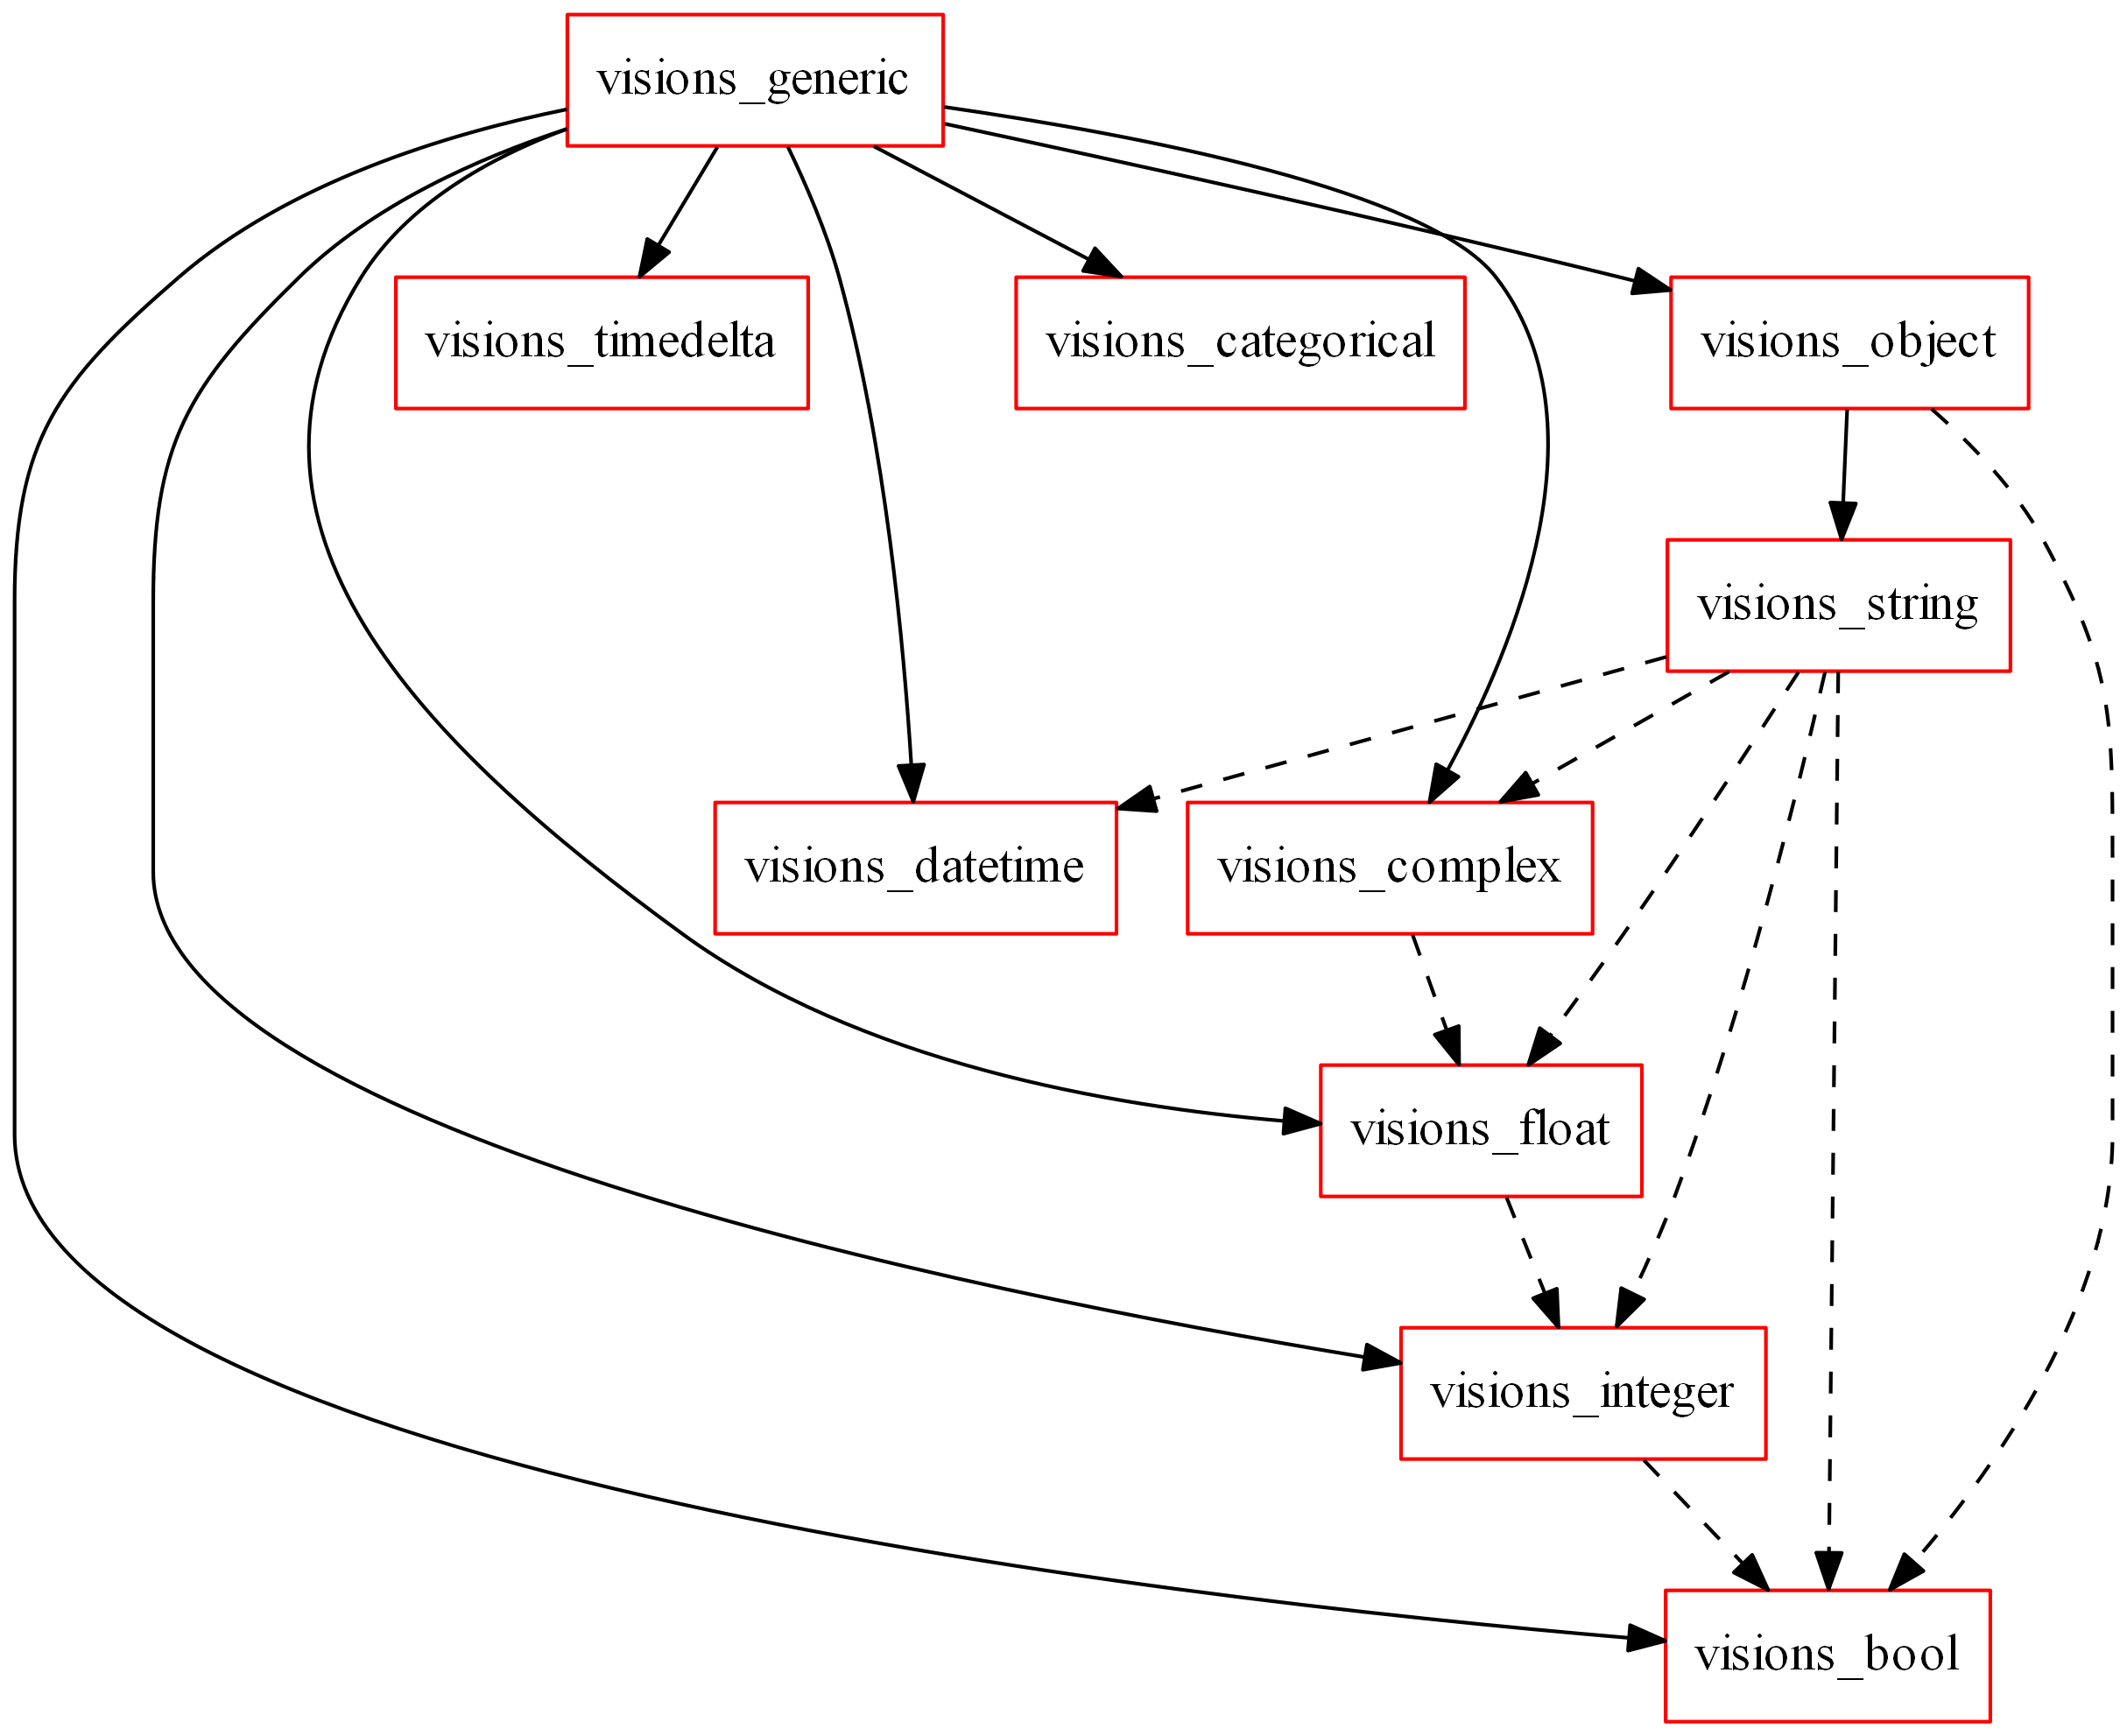 visions_generic
visions_timedelta
visions_categorical
visions_object
visions_string
visions_datetime
visions_complex
visions_float
visions_integer
visions_bool